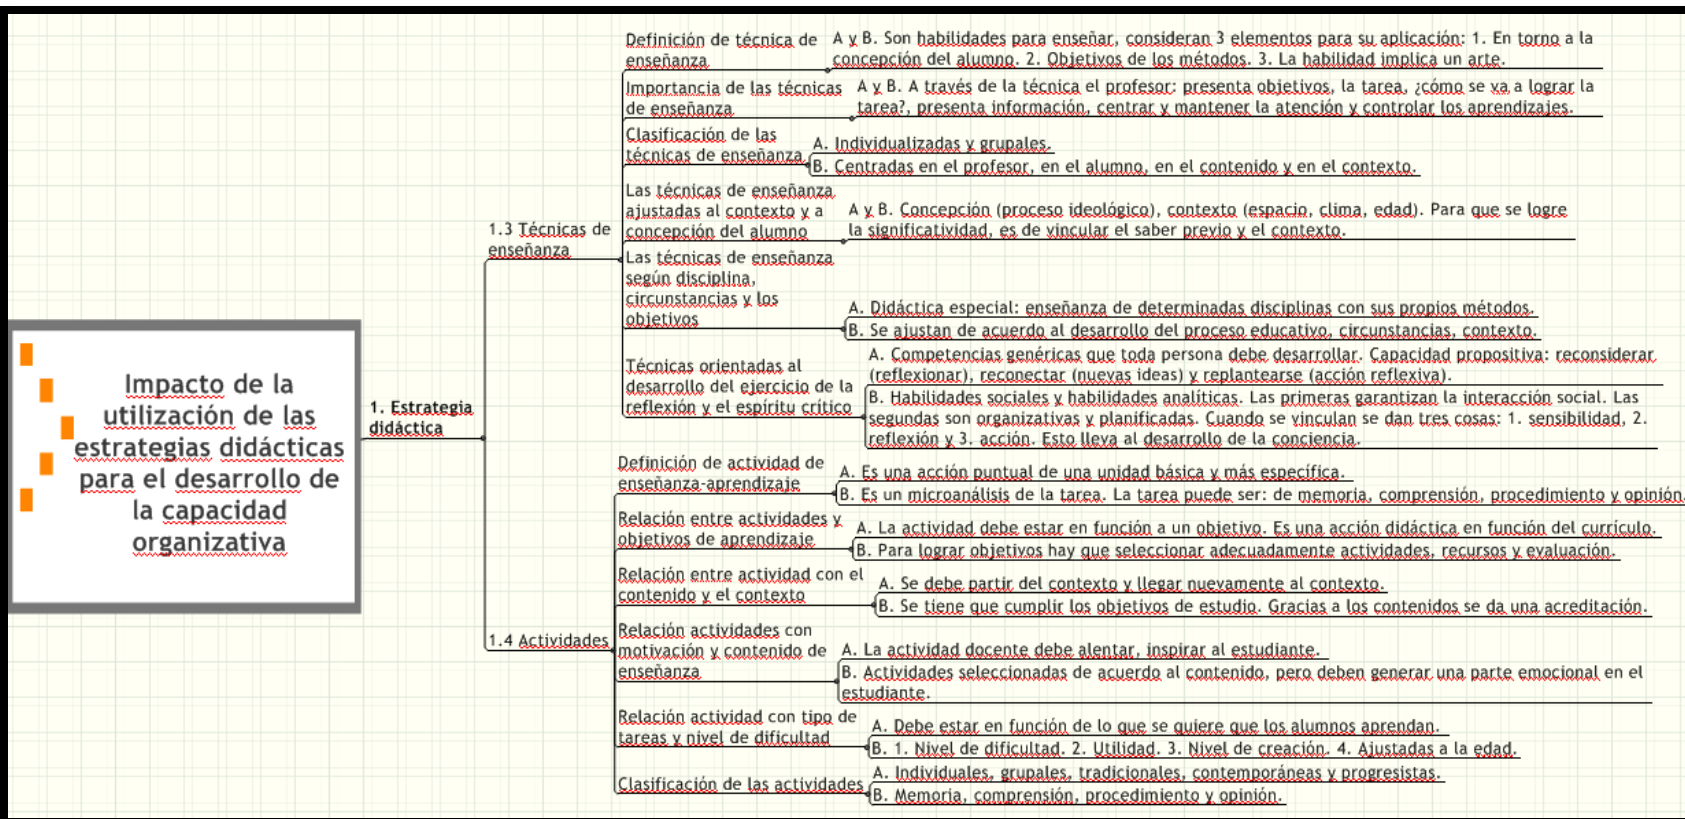 Impacto de la
utilización de las
estrategias didácticas
para el desarrollo de
la capacidad
organizativa
1. Estrategia
didáctica
1.3 Técnicas de
enseñanza
Definición de técnica de
enseñanza
A y B. Son habilidades para enseñar, consideran 3 elementos para su aplicación: 1. En torno a la
concepción del alumno. 2. Objetivos de los métodos. 3. La habilidad implica un arte.
Importancia de las técnicas
de enseñanza
A y B. A través de la técnica el profesor: presenta objetivos, la tarea, ¿cómo se va a lograr la
tarea?, presenta información, centrar y mantener la atención y controlar los aprendizajes.
Clasificación de las
técnicas de enseñanza
A. Individualizadas y grupales.
B. Centradas en el profesor, en el alumno, en el contenido y en el contexto.
Las técnicas de enseñanza
ajustadas al contexto y a
concepción del alumno
A y B. Concepción (proceso ideológico), contexto (espacio, clima, edad). Para que se logre
la significatividad, es de vincular el saber previo y el contexto.
Las técnicas de enseñanza
según disciplina,
circunstancias y los
objetivos
A. Didáctica especial: enseñanza de determinadas disciplinas con sus propios métodos.
B. Se ajustan de acuerdo al desarrollo del proceso educativo, circunstancias, contexto.
Técnicas orientadas al
desarrollo del ejercicio de la
reflexión y el espíritu crítico
A. Competencias genéricas que toda persona debe desarrollar. Capacidad propositiva: reconsiderar
(reflexionar), reconectar (nuevas ideas) y replantearse (acción reflexiva).
B. Habilidades sociales y habilidades analíticas. Las primeras garantizan la interacción social. Las
segundas son organizativas y planificadas. Cuando se vinculan se dan tres cosas: 1. sensibilidad, 2.
reflexión y 3. acción. Esto lleva al desarrollo de la conciencia.
1.4 Actividades
Definición de actividad de
enseñanza-aprendizaje
A. Es una acción puntual de una unidad básica y más específica.
B. Es un microanálisis de la tarea. La tarea puede ser: de memoria, comprensión, procedimiento y opinión.
Relación entre actividades y
objetivos de aprendizaje
A. La actividad debe estar en función a un objetivo. Es una acción didáctica en función del currículo.
B. Para lograr objetivos hay que seleccionar adecuadamente actividades, recursos y evaluación.
Relación entre actividad con el
contenido y el contexto
A. Se debe partir del contexto y llegar nuevamente al contexto.
B. Se tiene que cumplir los objetivos de estudio. Gracias a los contenidos se da una acreditación.
Relación actividades con
motivación y contenido de
enseñanza
A. La actividad docente debe alentar, inspirar al estudiante.
B. Actividades seleccionadas de acuerdo al contenido, pero deben generar una parte emocional en el
estudiante.
Relación actividad con tipo de
tareas y nivel de dificultad
A. Debe estar en función de lo que se quiere que los alumnos aprendan.
B. 1. Nivel de dificultad. 2. Utilidad. 3. Nivel de creación. 4. Ajustadas a la edad.
Clasificación de las actividades
A. Individuales, grupales, tradicionales, contemporáneas y progresistas.
B. Memoria, comprensión, procedimiento y opinión.